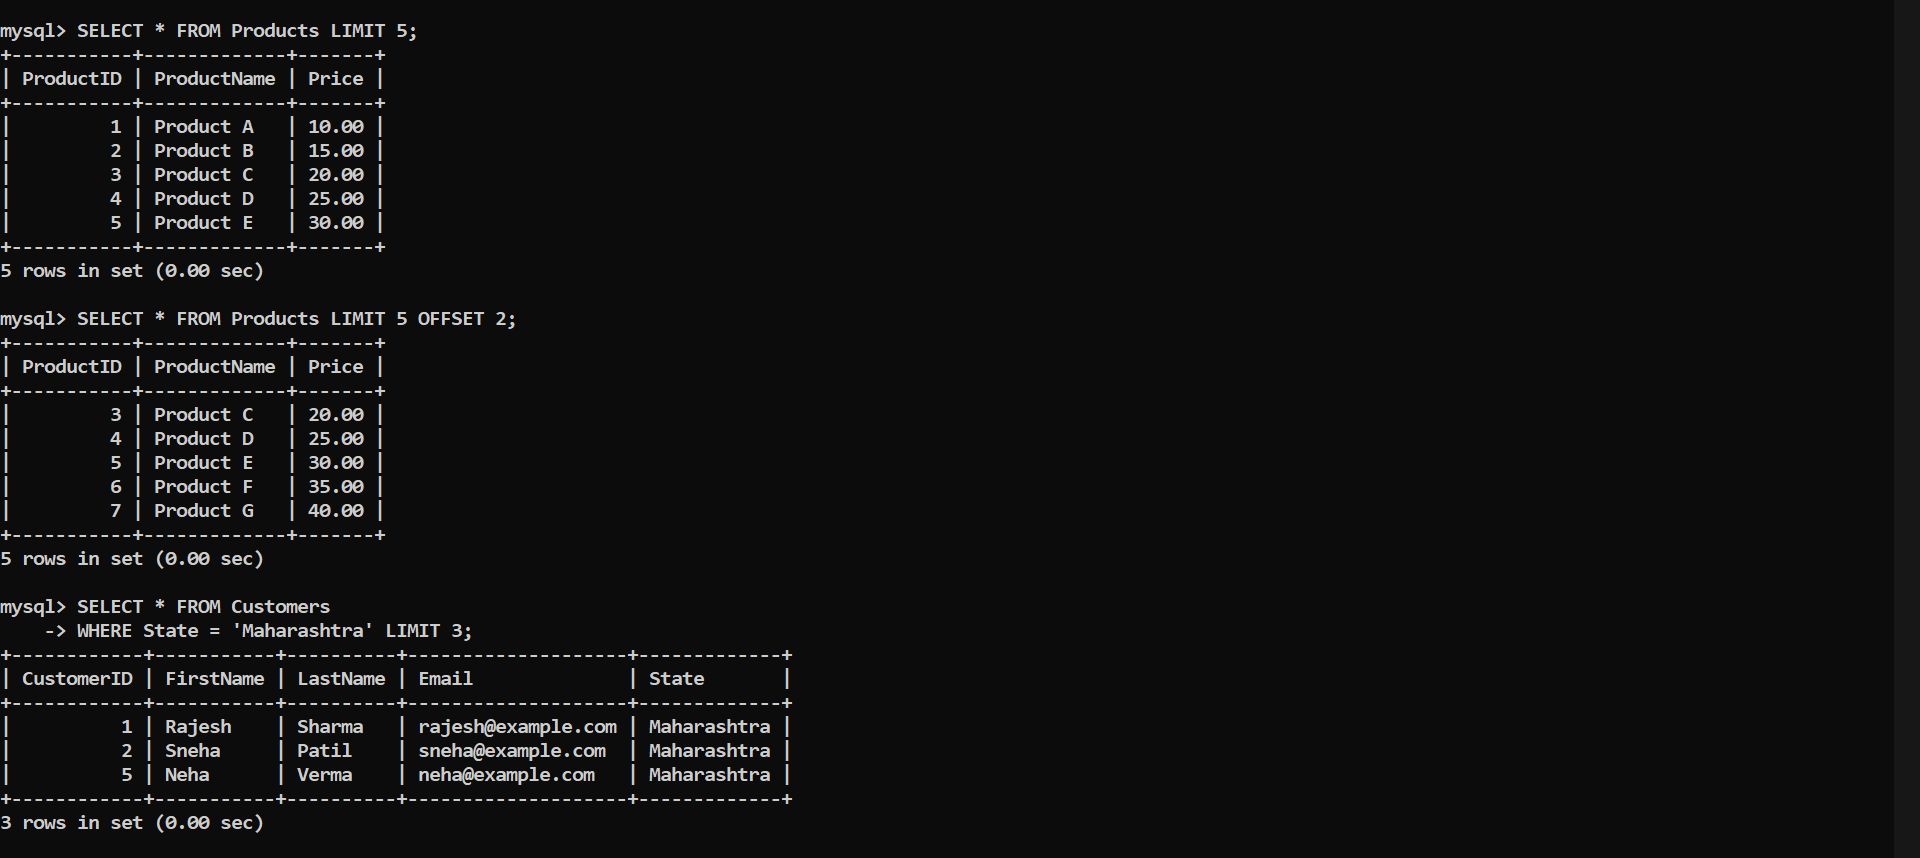 mysql> SELECT * FROM Products LIMIT 5;
+-----------+-------------+-------+
| ProductID | ProductName | Price |
+-----------+-------------+-------+
|         1 | Product A   | 10.00 |
|         2 | Product B   | 15.00 |
|         3 | Product C   | 20.00 |
|         4 | Product D   | 25.00 |
|         5 | Product E   | 30.00 |
+-----------+-------------+-------+
5 rows in set (0.00 sec)

mysql> SELECT * FROM Products LIMIT 5 OFFSET 2;
+-----------+-------------+-------+
| ProductID | ProductName | Price |
+-----------+-------------+-------+
|         3 | Product C   | 20.00 |
|         4 | Product D   | 25.00 |
|         5 | Product E   | 30.00 |
|         6 | Product F   | 35.00 |
|         7 | Product G   | 40.00 |
+-----------+-------------+-------+
5 rows in set (0.00 sec)

mysql> SELECT * FROM Customers
    -> WHERE State = 'Maharashtra' LIMIT 3;
+------------+-----------+----------+--------------------+-------------+
| CustomerID | FirstName | LastName | Email              | State       |
+------------+-----------+----------+--------------------+-------------+
|          1 | Rajesh    | Sharma   | rajesh@example.com | Maharashtra |
|          2 | Sneha     | Patil    | sneha@example.com  | Maharashtra |
|          5 | Neha      | Verma    | neha@example.com   | Maharashtra |
+------------+-----------+----------+--------------------+-------------+
3 rows in set (0.00 sec)